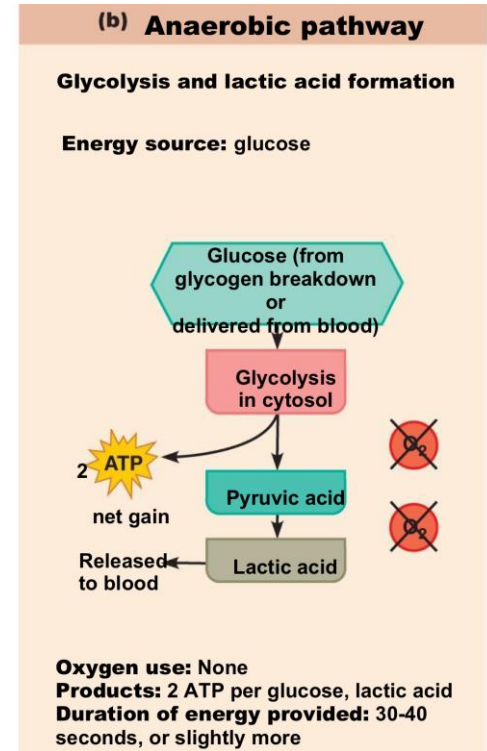 (b) Anaerobic pathway
Glycolysis and lactic acid formation
Energy source: glucose
Glucose (from
glycogen breakdown
or
delivered from blood)
Glycolysis
in cytosol
2 ATP
net gain
O₂
Pyruvic acid
O₂
Released
to blood
Lactic acid
Oxygen use: None
Products: 2 ATP per glucose, lactic acid
Duration of energy provided: 30-40
seconds, or slightly more